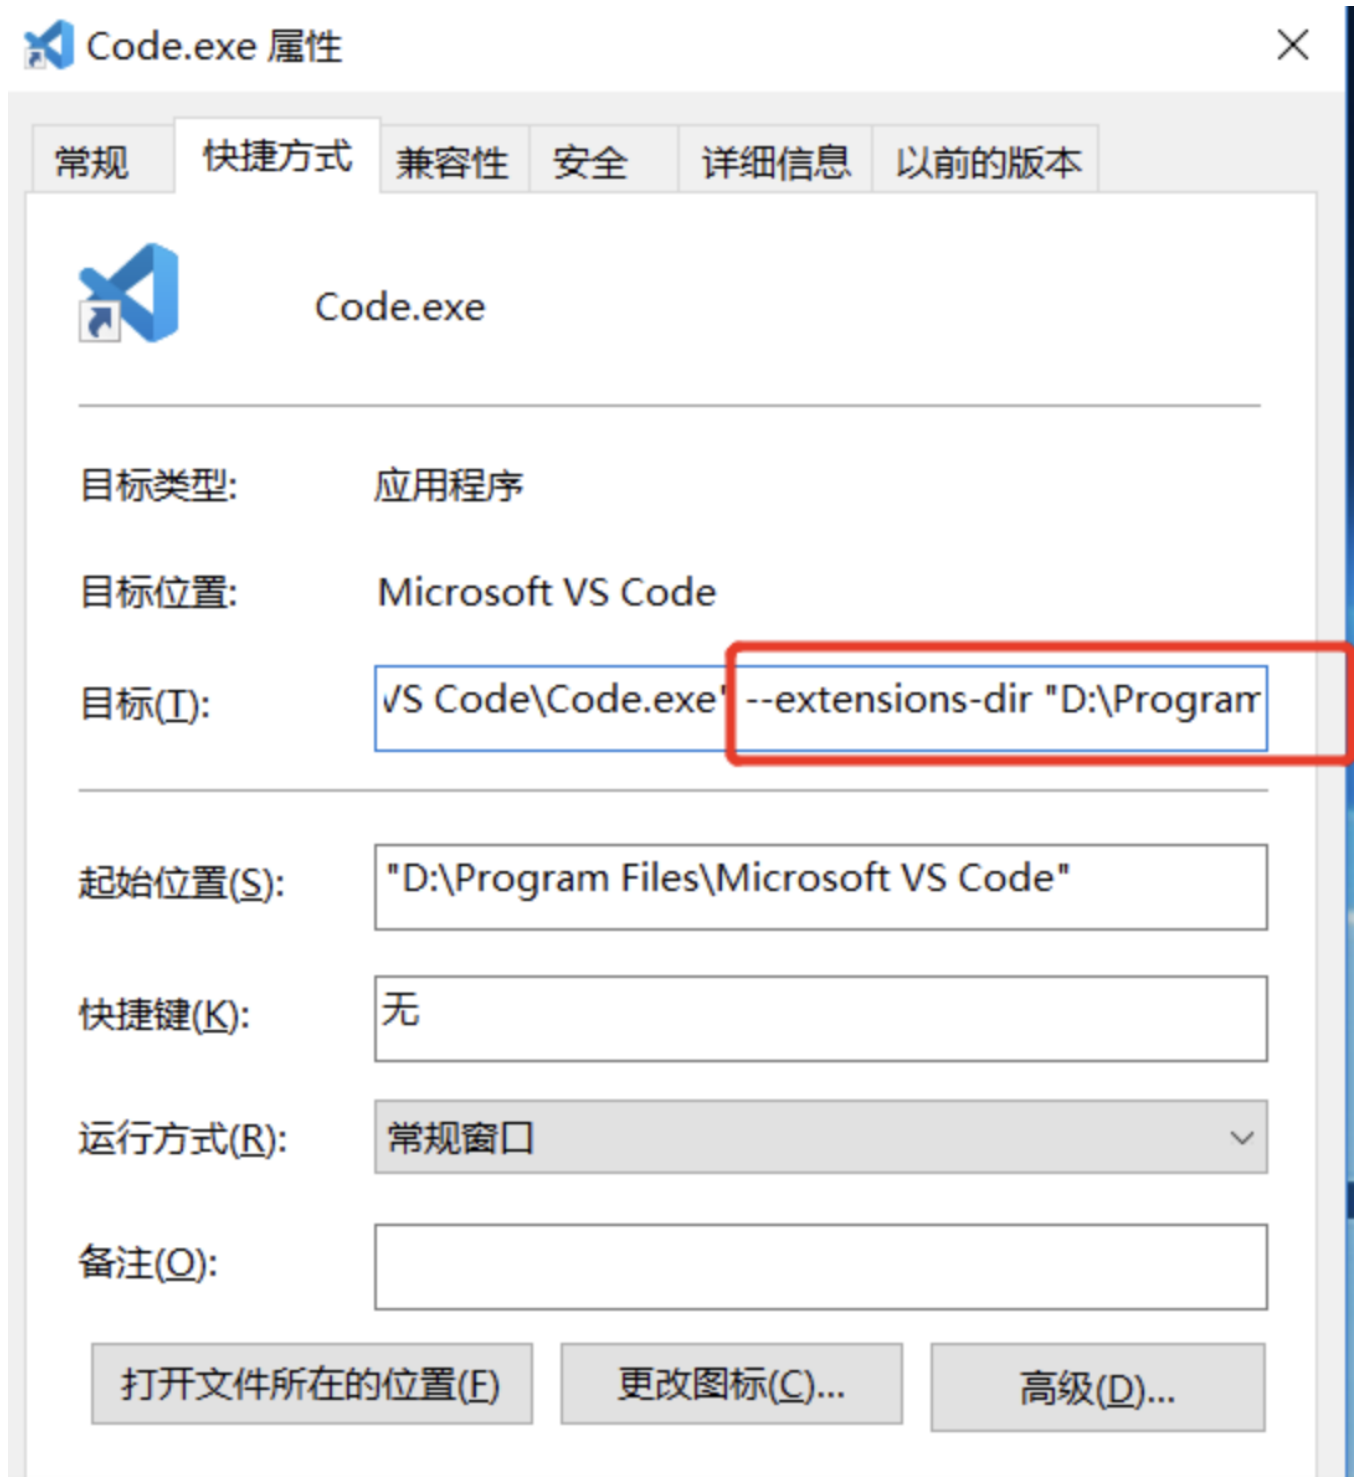 Code.exe 属性
常规 快捷方式 兼容性 安全 详细信息 以前的版本
Code.exe
目标类型: 应用程序
目标位置: Microsoft VS Code
目标(T): VS Code\Code.exe" --extensions-dir "D:\Program
起始位置(S): "D:\Program Files\Microsoft VS Code"
快捷键(K): 无
运行方式(R): 常规窗口
备注(O):
打开文件所在的位置(F) 更改图标(C)... 高级(D)...